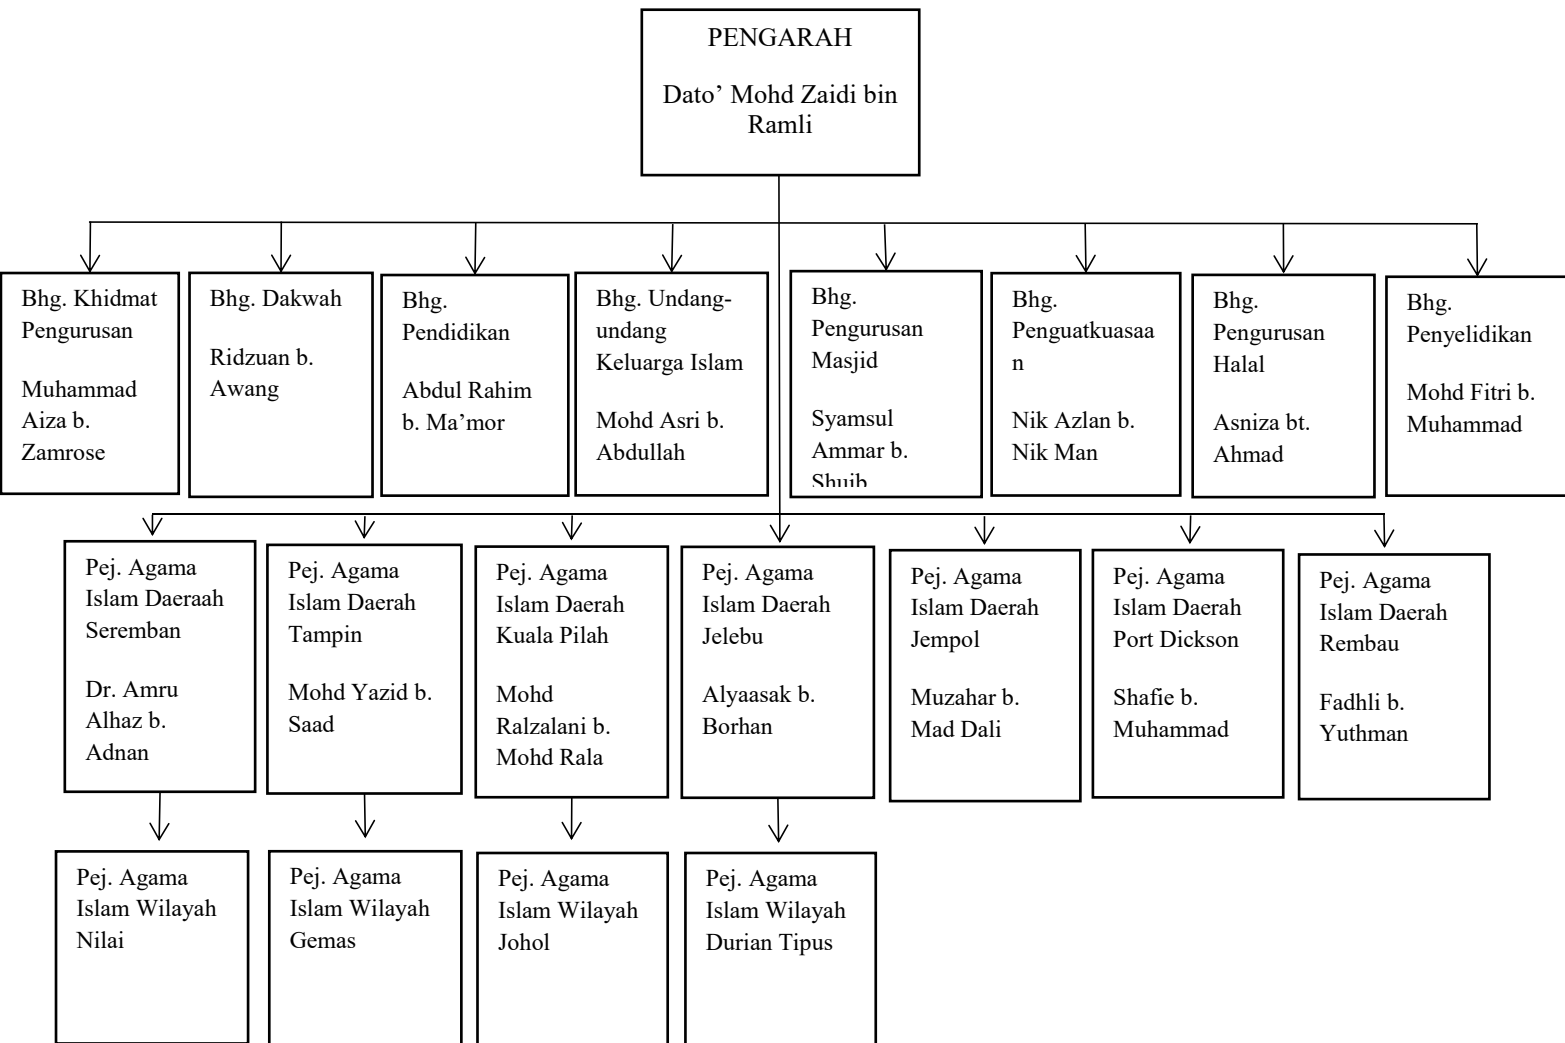 PENGARAH
Dato’ Mohd Zaidi bin
Ramli
Bhg. Khidmat
Pengurusan
Muhammad
Aiza b.
Zamrose
Bhg. Dakwah
Ridzuan b.
Awang
Bhg.
Pendidikan
Abdul Rahim
b. Ma’mor
Bhg. Undang-
undang
Keluarga Islam
Mohd Asri b.
Abdullah
Bhg.
Pengurusan
Masjid
Syamsul
Ammar b.
Shuib
Bhg.
Penguatkuasaa
n
Nik Azlan b.
Nik Man
Bhg.
Pengurusan
Halal
Asniza bt.
Ahmad
Bhg.
Penyelidikan
Mohd Fitri b.
Muhammad
Pej. Agama
Islam Daeraah
Seremban
Dr. Amru
Alhaz b.
Adnan
Pej. Agama
Islam Daerah
Tampin
Mohd Yazid b.
Saad
Pej. Agama
Islam Daerah
Kuala Pilah
Mohd
Ralzalani b.
Mohd Rala
Pej. Agama
Islam Daerah
Jelebu
Alyaasak b.
Borhan
Pej. Agama
Islam Daerah
Jempol
Muzahar b.
Mad Dali
Pej. Agama
Islam Daerah
Port Dickson
Shafie b.
Muhammad
Pej. Agama
Islam Daerah
Rembau
Fadhli b.
Yuthman
Pej. Agama
Islam Wilayah
Nilai
Pej. Agama
Islam Wilayah
Gemas
Pej. Agama
Islam Wilayah
Johol
Pej. Agama
Islam Wilayah
Durian Tipus